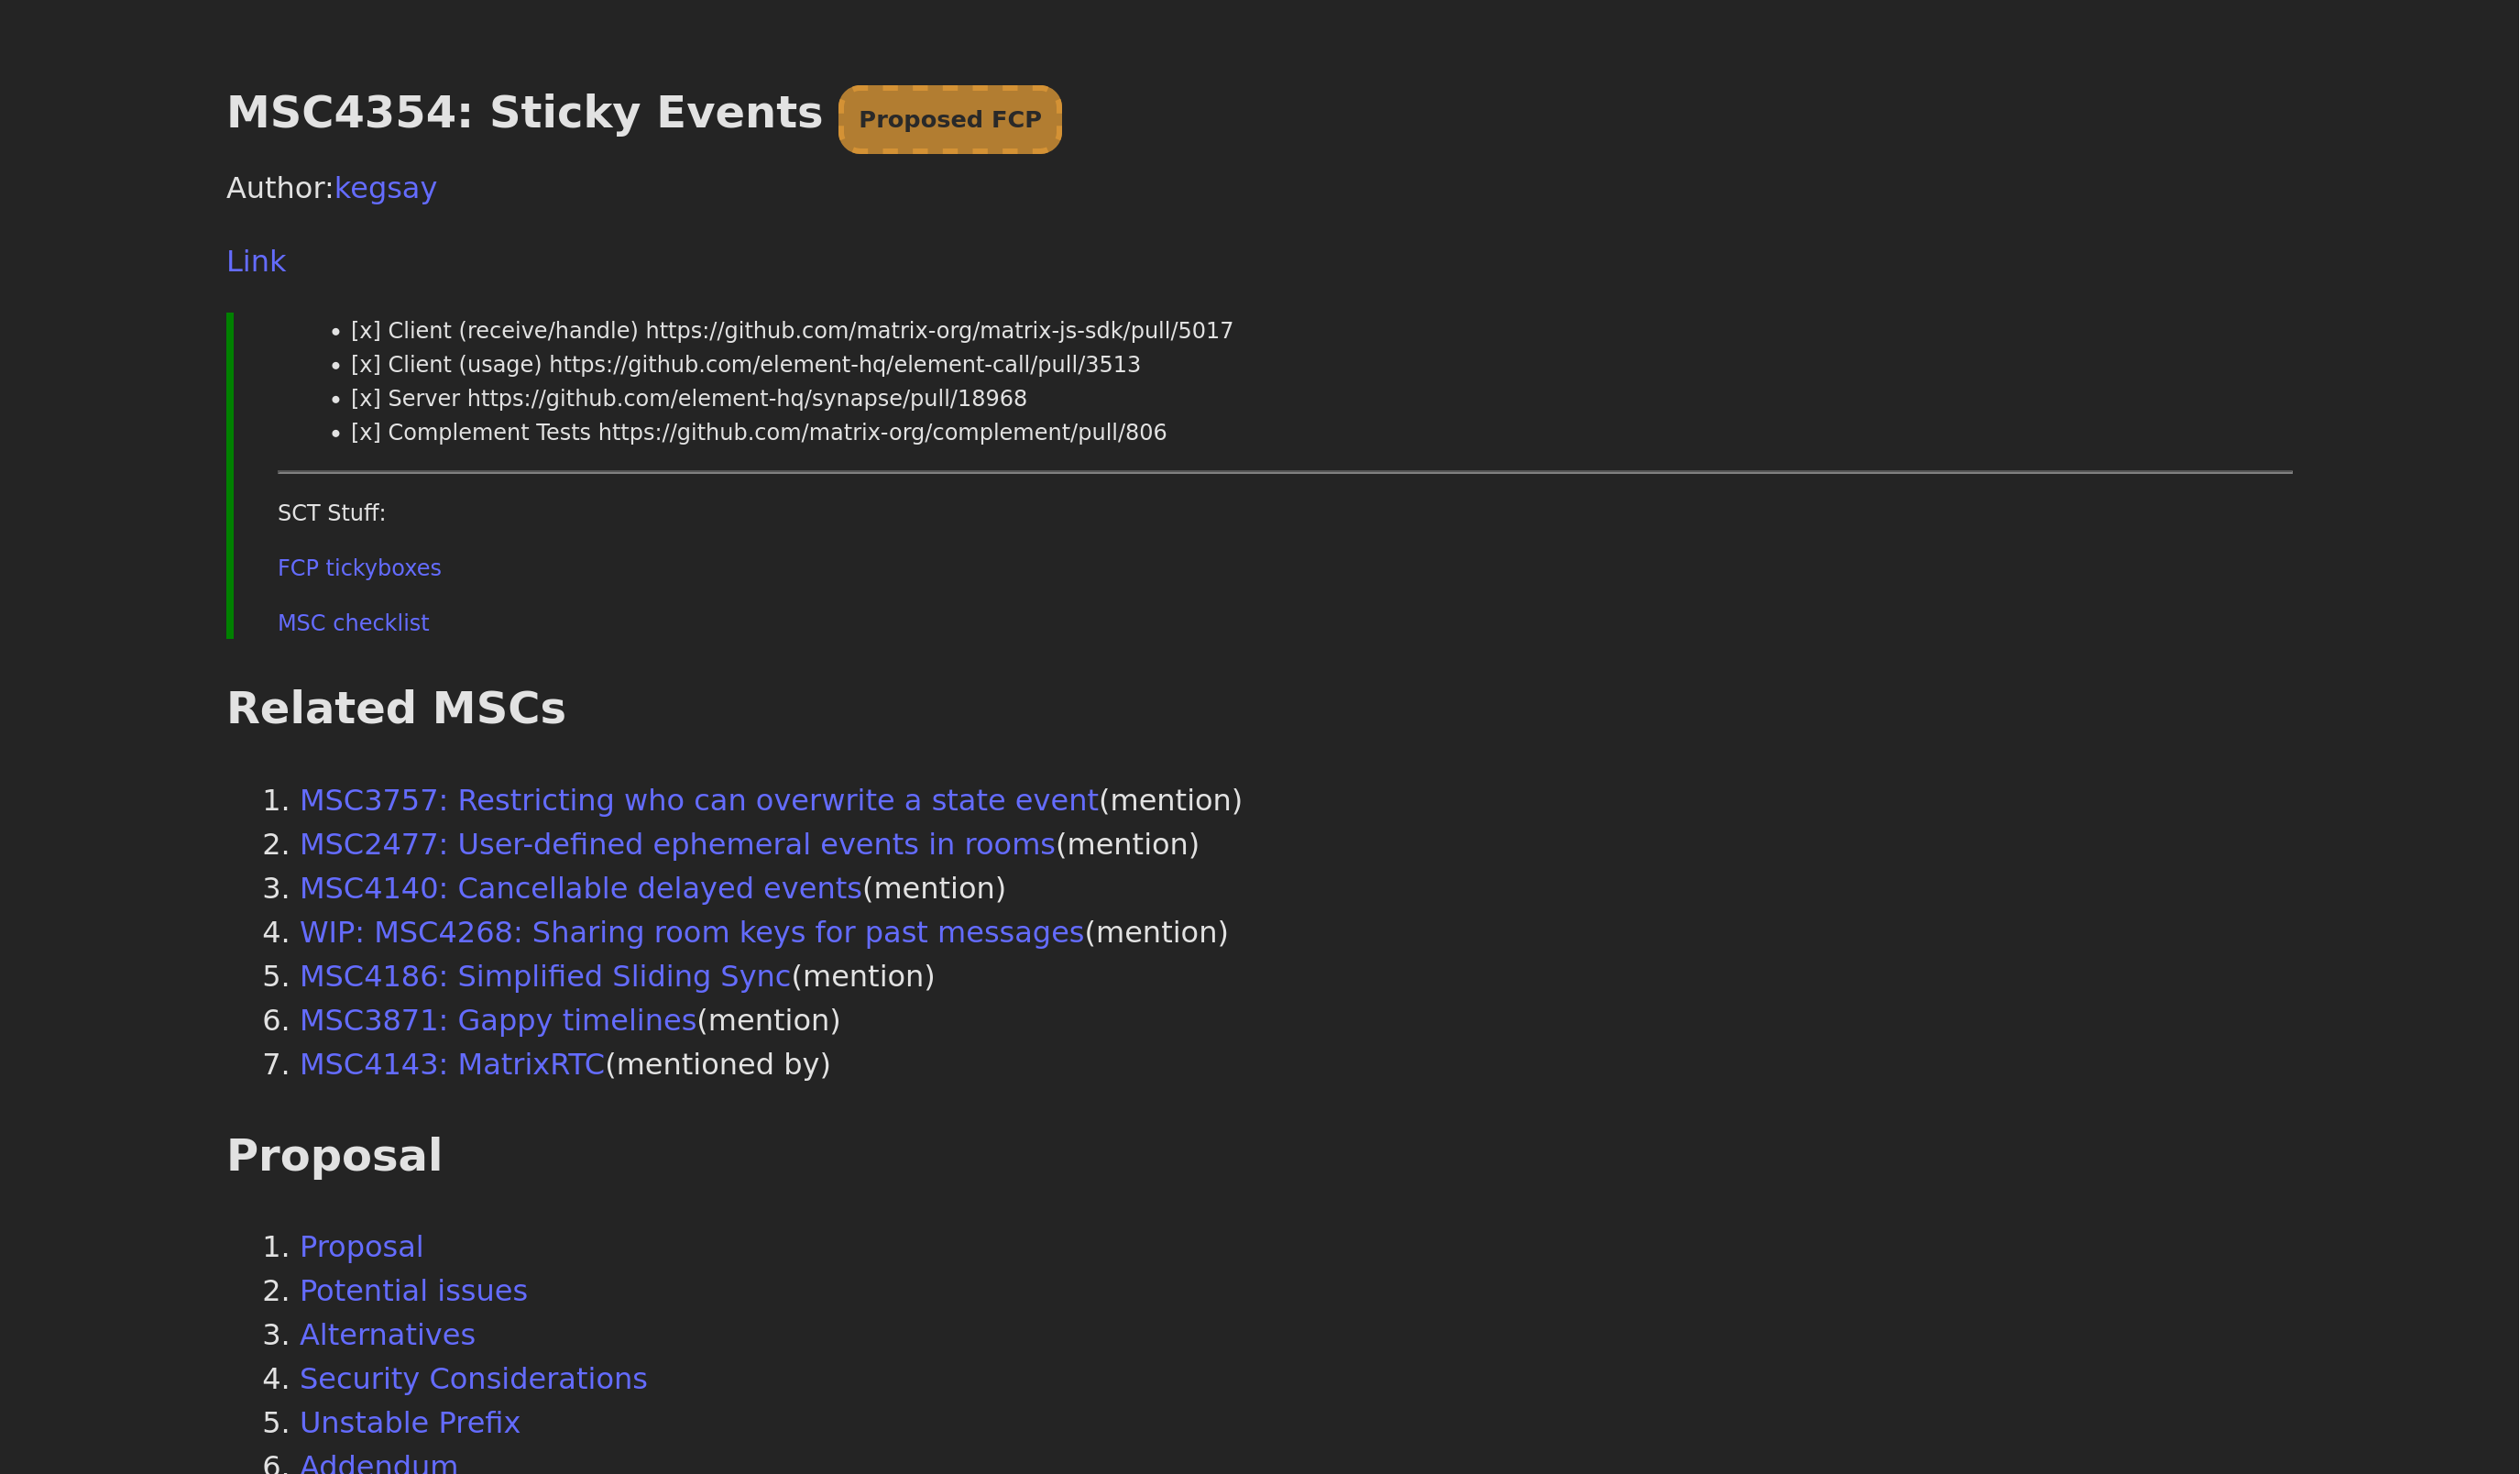 MSC4354: Sticky Events Proposed FCP
Author:kegsay
Link
• [x] Client (receive/handle) https://github.com/matrix-org/matrix-js-sdk/pull/5017
• [x] Client (usage) https://github.com/element-hq/element-call/pull/3513
• [x] Server https://github.com/element-hq/synapse/pull/18968
• [x] Complement Tests https://github.com/matrix-org/complement/pull/806
SCT Stuff:
FCP tickyboxes
MSC checklist
Related MSCs
1. MSC3757: Restricting who can overwrite a state event(mention)
2. MSC2477: User-defined ephemeral events in rooms(mention)
3. MSC4140: Cancellable delayed events(mention)
4. WIP: MSC4268: Sharing room keys for past messages(mention)
5. MSC4186: Simplified Sliding Sync(mention)
6. MSC3871: Gappy timelines(mention)
7. MSC4143: MatrixRTC(mentioned by)
Proposal
1. Proposal
2. Potential issues
3. Alternatives
4. Security Considerations
5. Unstable Prefix
6. Addendum